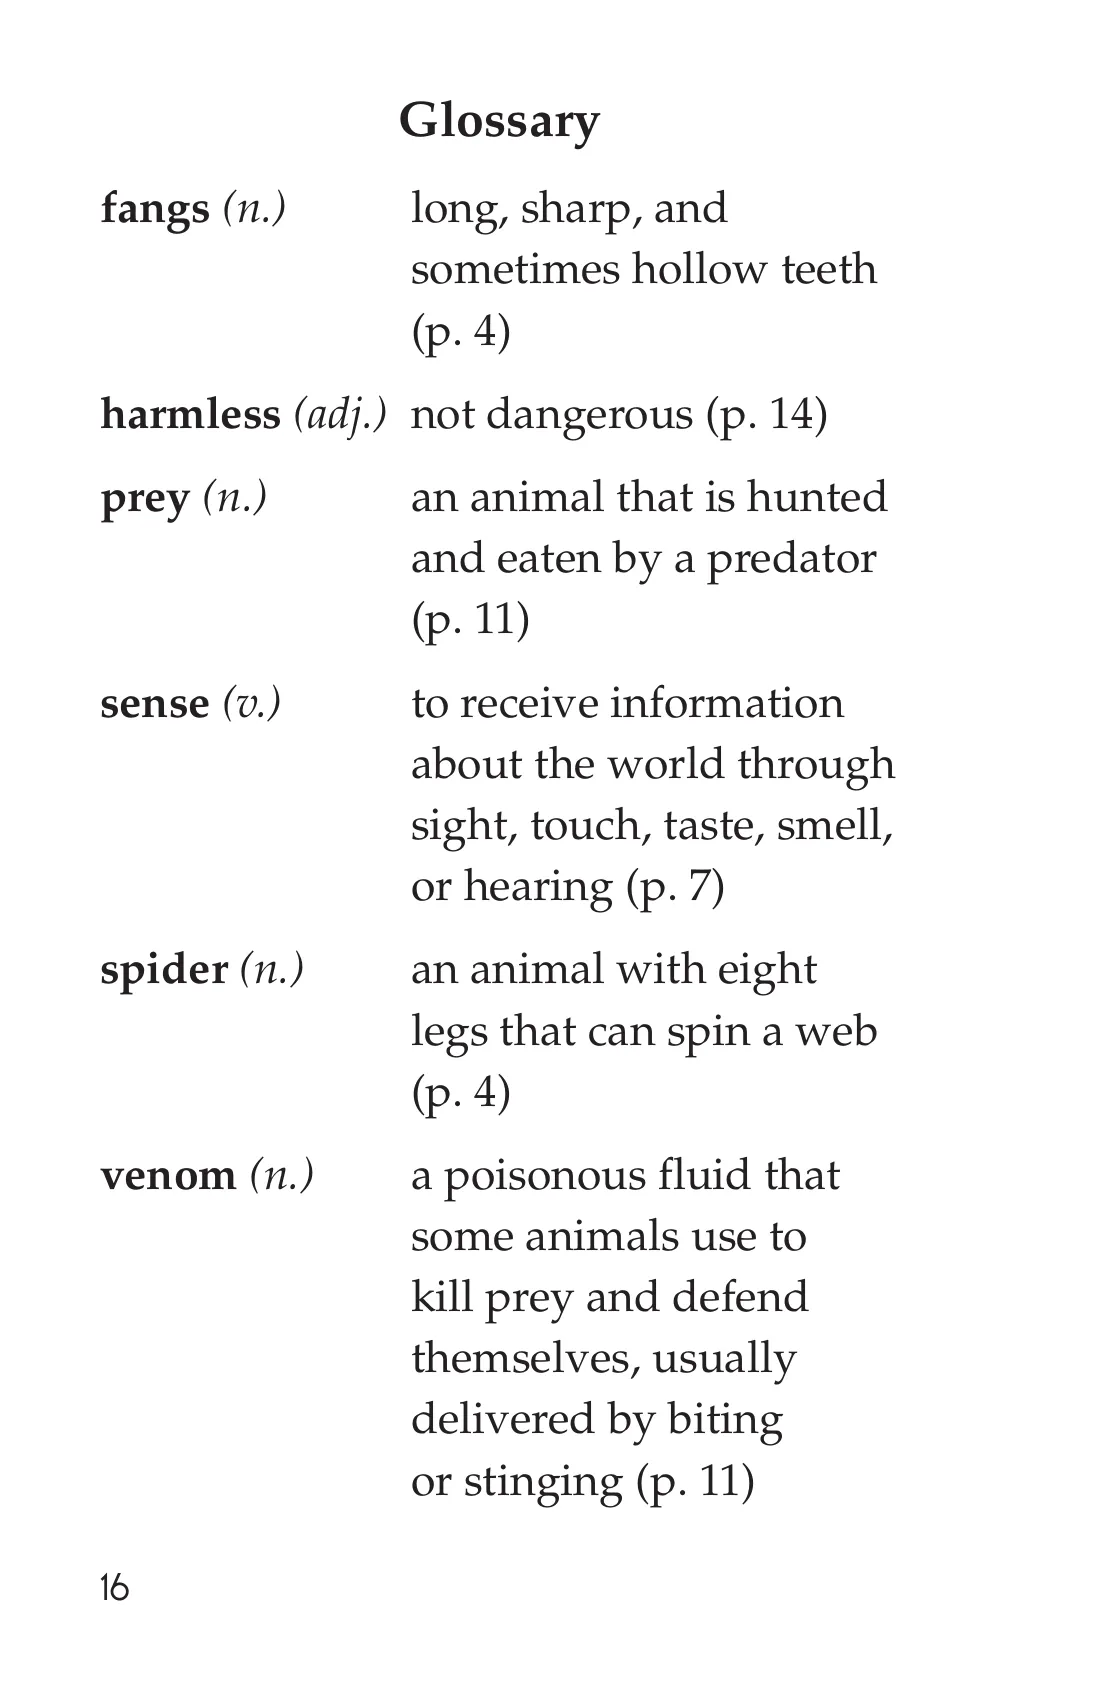 Glossary
fangs (n.) long, sharp, and
sometimes hollow teeth
(p. 4)
harmless (adj.) not dangerous (p. 14)
prey (n.) an animal that is hunted
and eaten by a predator
(p. 11)
sense (v.) to receive information
about the world through
sight, touch, taste, smell,
or hearing (p. 7)
spider (n.) an animal with eight
legs that can spin a web
(p. 4)
venom (n.) a poisonous fluid that
some animals use to
kill prey and defend
themselves, usually
delivered by biting
or stinging (p. 11)
16